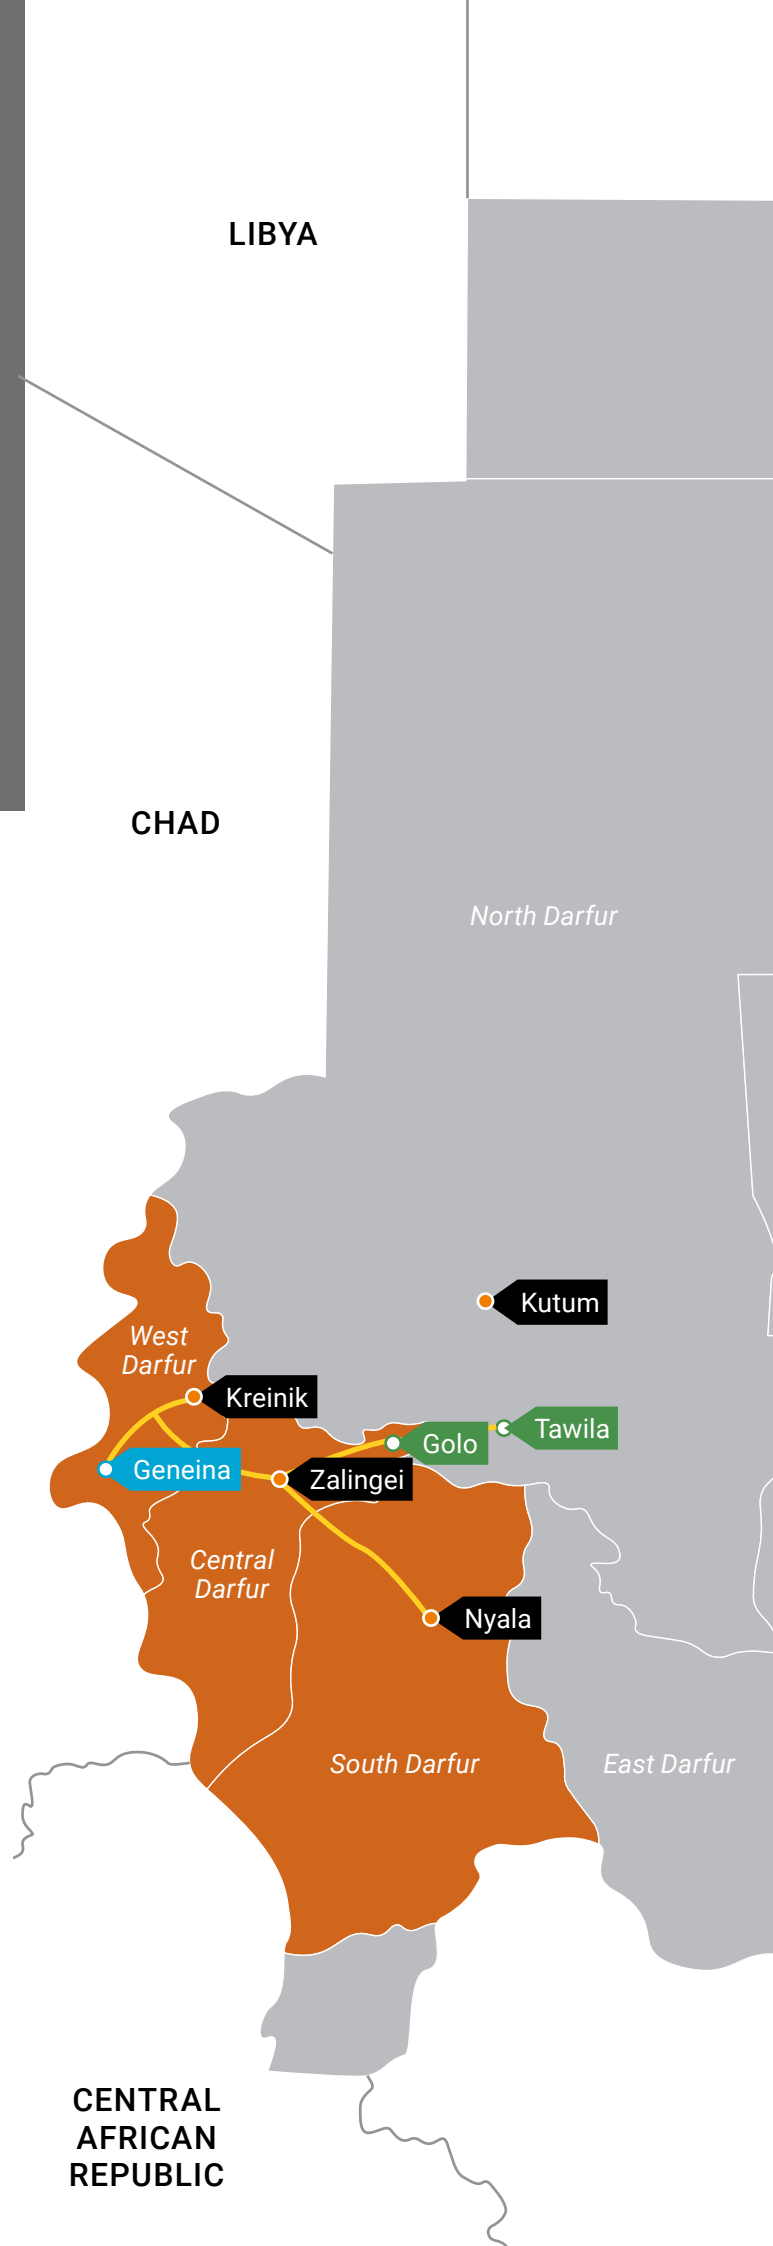 LIBYA
CHAD
North Darfur
Kutum
West
Darfur
Kreinik
Tawila
Golo
Geneina
Zalingei
Central
Darfur
Nyala
South Darfur
East Darfur
CENTRAL
AFRICAN
REPUBLIC